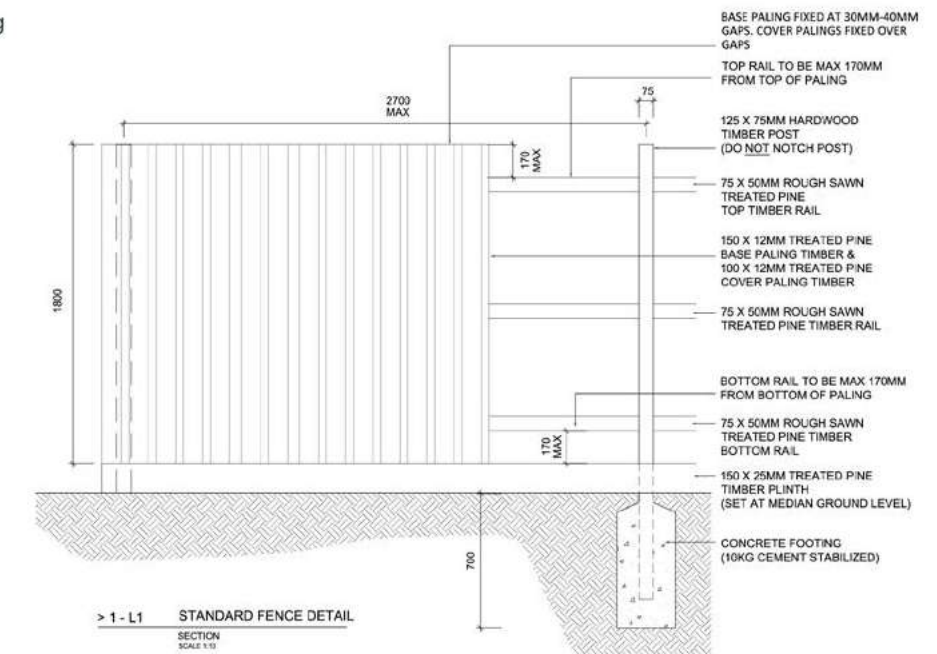 g
BASE PALING FIXED AT 30MM-40MM
GAPS. COVER PALINGS FIXED OVER
GAPS
TOP RAIL TO BE MAX 170MM
FROM TOP OF PALING
2700
MAX
75
125 X 75MM HARDWOOD
TIMBER POST
(DO NOT NOTCH POST)
170
MAX
75 X 50MM ROUGH SAWN
TREATED PINE
TOP TIMBER RAIL
150 X 12MM TREATED PINE
BASE PALING TIMBER &
100 X 12MM TREATED PINE
COVER PALING TIMBER
1800
75 X 50MM ROUGH SAWN
TREATED PINE TIMBER RAIL
BOTTOM RAIL TO BE MAX 170MM
FROM BOTTOM OF PALING
170
MAX
75 X 50MM ROUGH SAWN
TREATED PINE TIMBER
BOTTOM RAIL
150 X 25MM TREATED PINE
TIMBER PLINTH
(SET AT MEDIAN GROUND LEVEL)
700
CONCRETE FOOTING
(10KG CEMENT STABILIZED)
> 1 - L1 STANDARD FENCE DETAIL
SECTION
SCALE 1:10